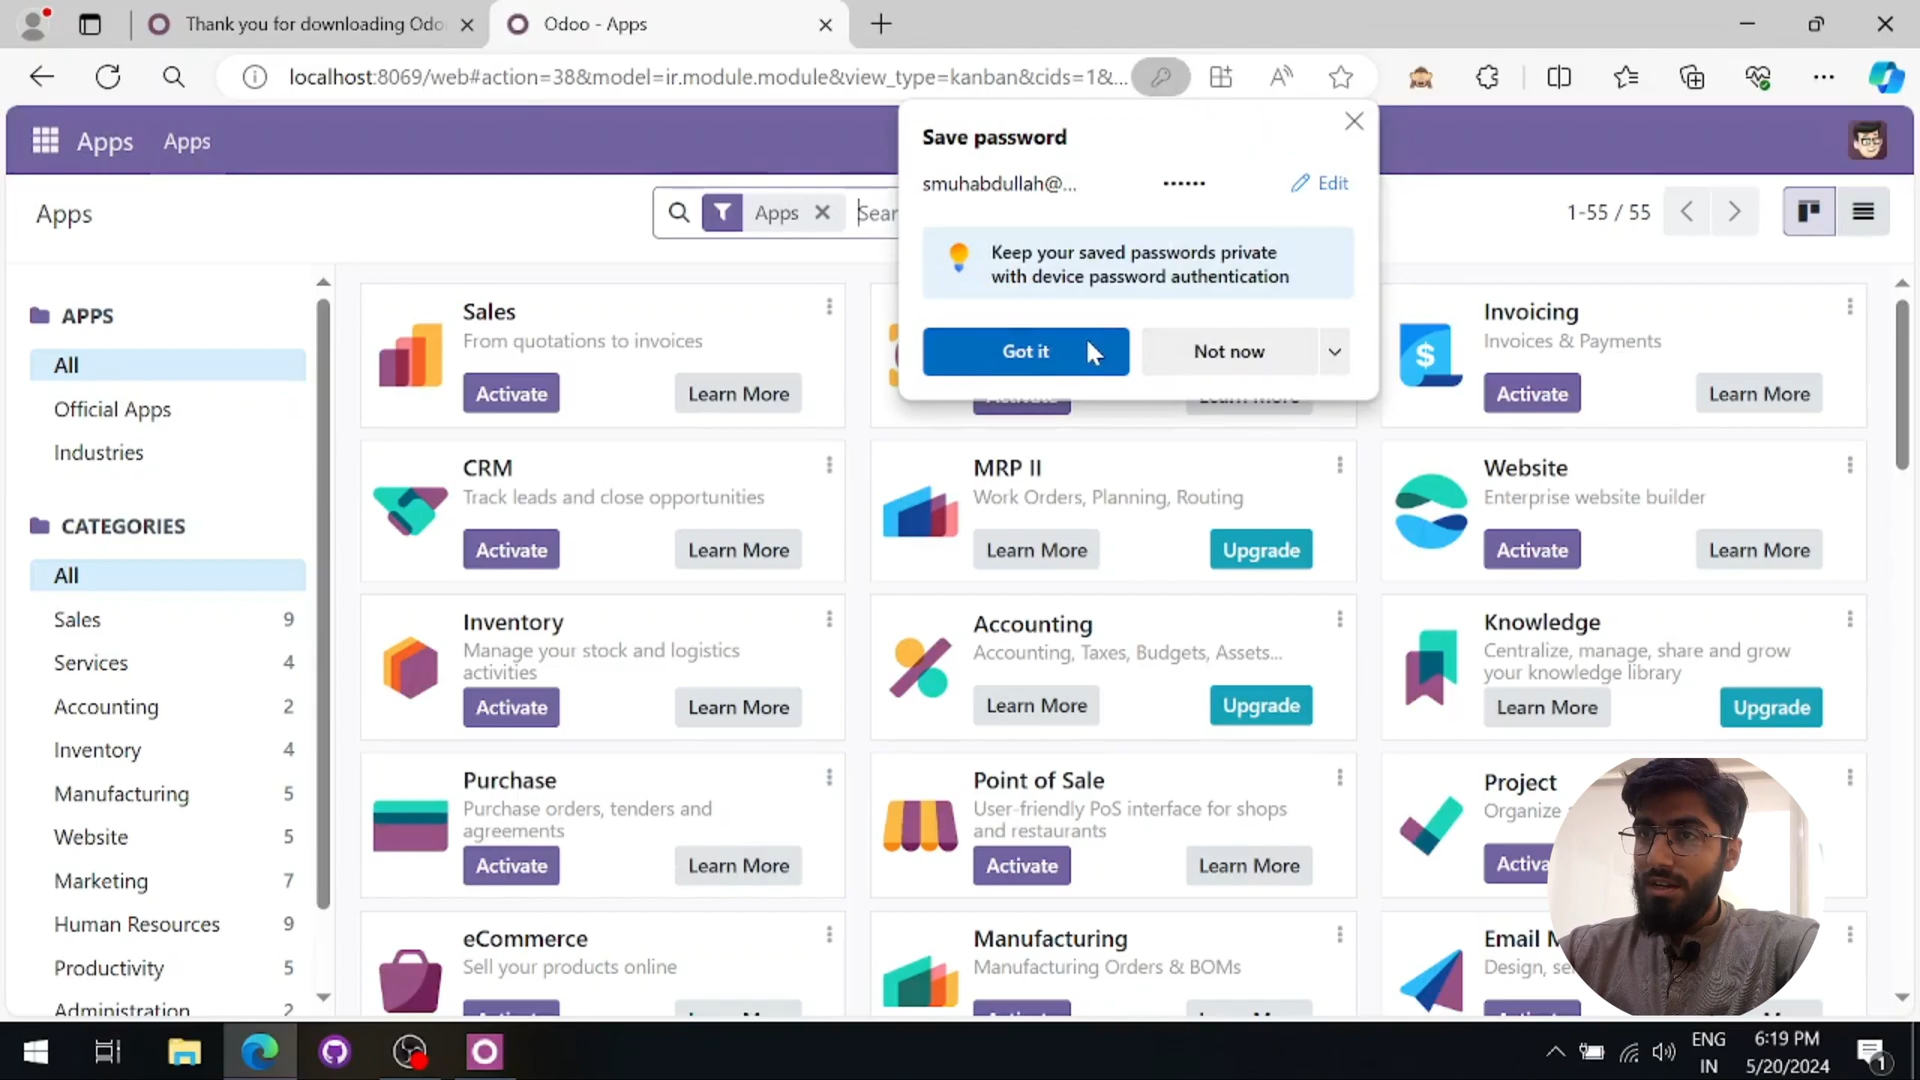 Thank you for downloading Odo
Odoo - Apps
localhost:8069/web#action=38&model=ir.module.module&view_type=kanban&cids=1&...
Apps
Apps
Save password
smuhabdullah@...
••••••
Edit
Keep your saved passwords private
with device password authentication
Got it
Not now
Apps
Apps
Sear
1-55 / 55
APPS
All
Official Apps
Industries
CATEGORIES
All
Sales 9
Services 4
Accounting 2
Inventory 4
Manufacturing 5
Website 5
Marketing 7
Human Resources 9
Productivity 5
Administration 2
Sales
From quotations to invoices
Activate
Learn More
Invoicing
Invoices & Payments
Activate
Learn More
CRM
Track leads and close opportunities
Activate
Learn More
MRP II
Work Orders, Planning, Routing
Learn More
Upgrade
Website
Enterprise website builder
Activate
Learn More
Inventory
Manage your stock and logistics
activities
Activate
Learn More
Accounting
Accounting, Taxes, Budgets, Assets...
Learn More
Upgrade
Knowledge
Centralize, manage, share and grow
your knowledge library
Learn More
Upgrade
Purchase
Purchase orders, tenders and
agreements
Activate
Learn More
Point of Sale
User-friendly PoS interface for shops
and restaurants
Activate
Learn More
Project
Organize
Activa
eCommerce
Sell your products online
Manufacturing
Manufacturing Orders & BOMs
Email M
Design, se
ENG
IN
6:19 PM
5/20/2024
1